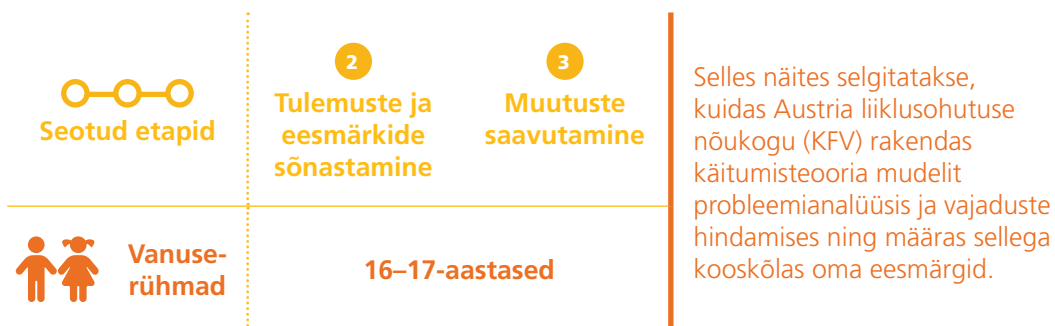 Seotud etapid
2
Tulemuste ja
eesmärkide
sõnastamine
3
Muutuste
saavutamine
Vanuse-
rühmad
16–17-aastased
Selles näites selgitatakse,
kuidas Austria liiklusohutuse
nõukogu (KFV) rakendas
käitumisteooria mudelit
probleemianalüüsis ja vajaduste
hindamises ning määras sellega
kooskõlas oma eesmärgid.